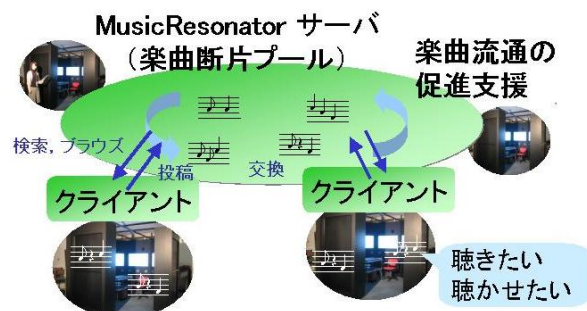 MusicResonator サーバ
(楽曲断片プール)
楽曲流通の
促進支援
検索, ブラウズ
投稿
交換
クライアント
クライアント
聴きたい
聴かせたい